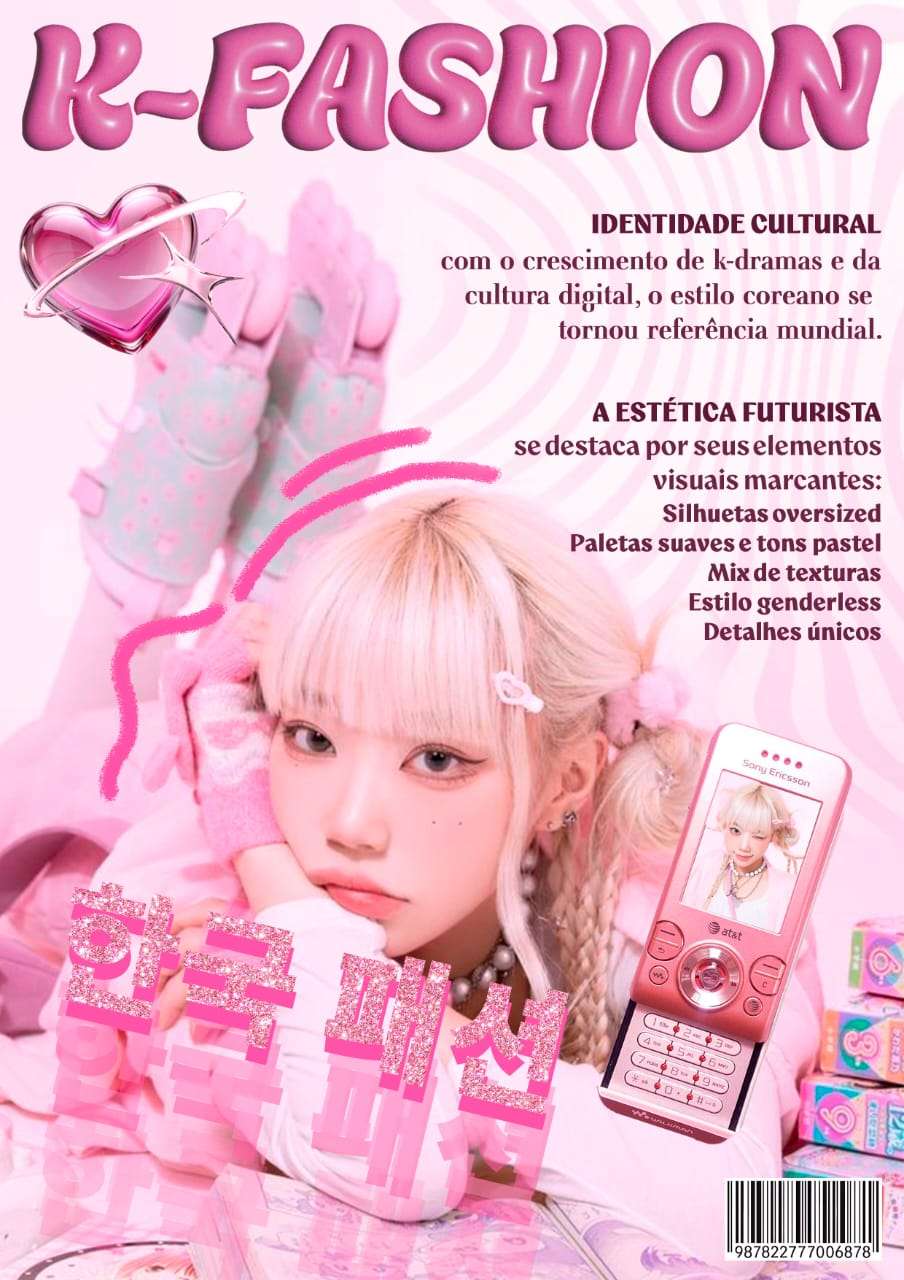 K-FASHION
IDENTIDADE CULTURAL
com o crescimento de k-dramas e da
cultura digital, o estilo coreano se
tornou referência mundial.
A ESTÉTICA FUTURISTA
se destaca por seus elementos
visuais marcantes:
Silhuetas oversized
Paletas suaves e tons pastel
Mix de texturas
Estilo genderless
Detalhes únicos
Sony Ericsson
at&t
한국 패션
WALKMAN
987822777006878